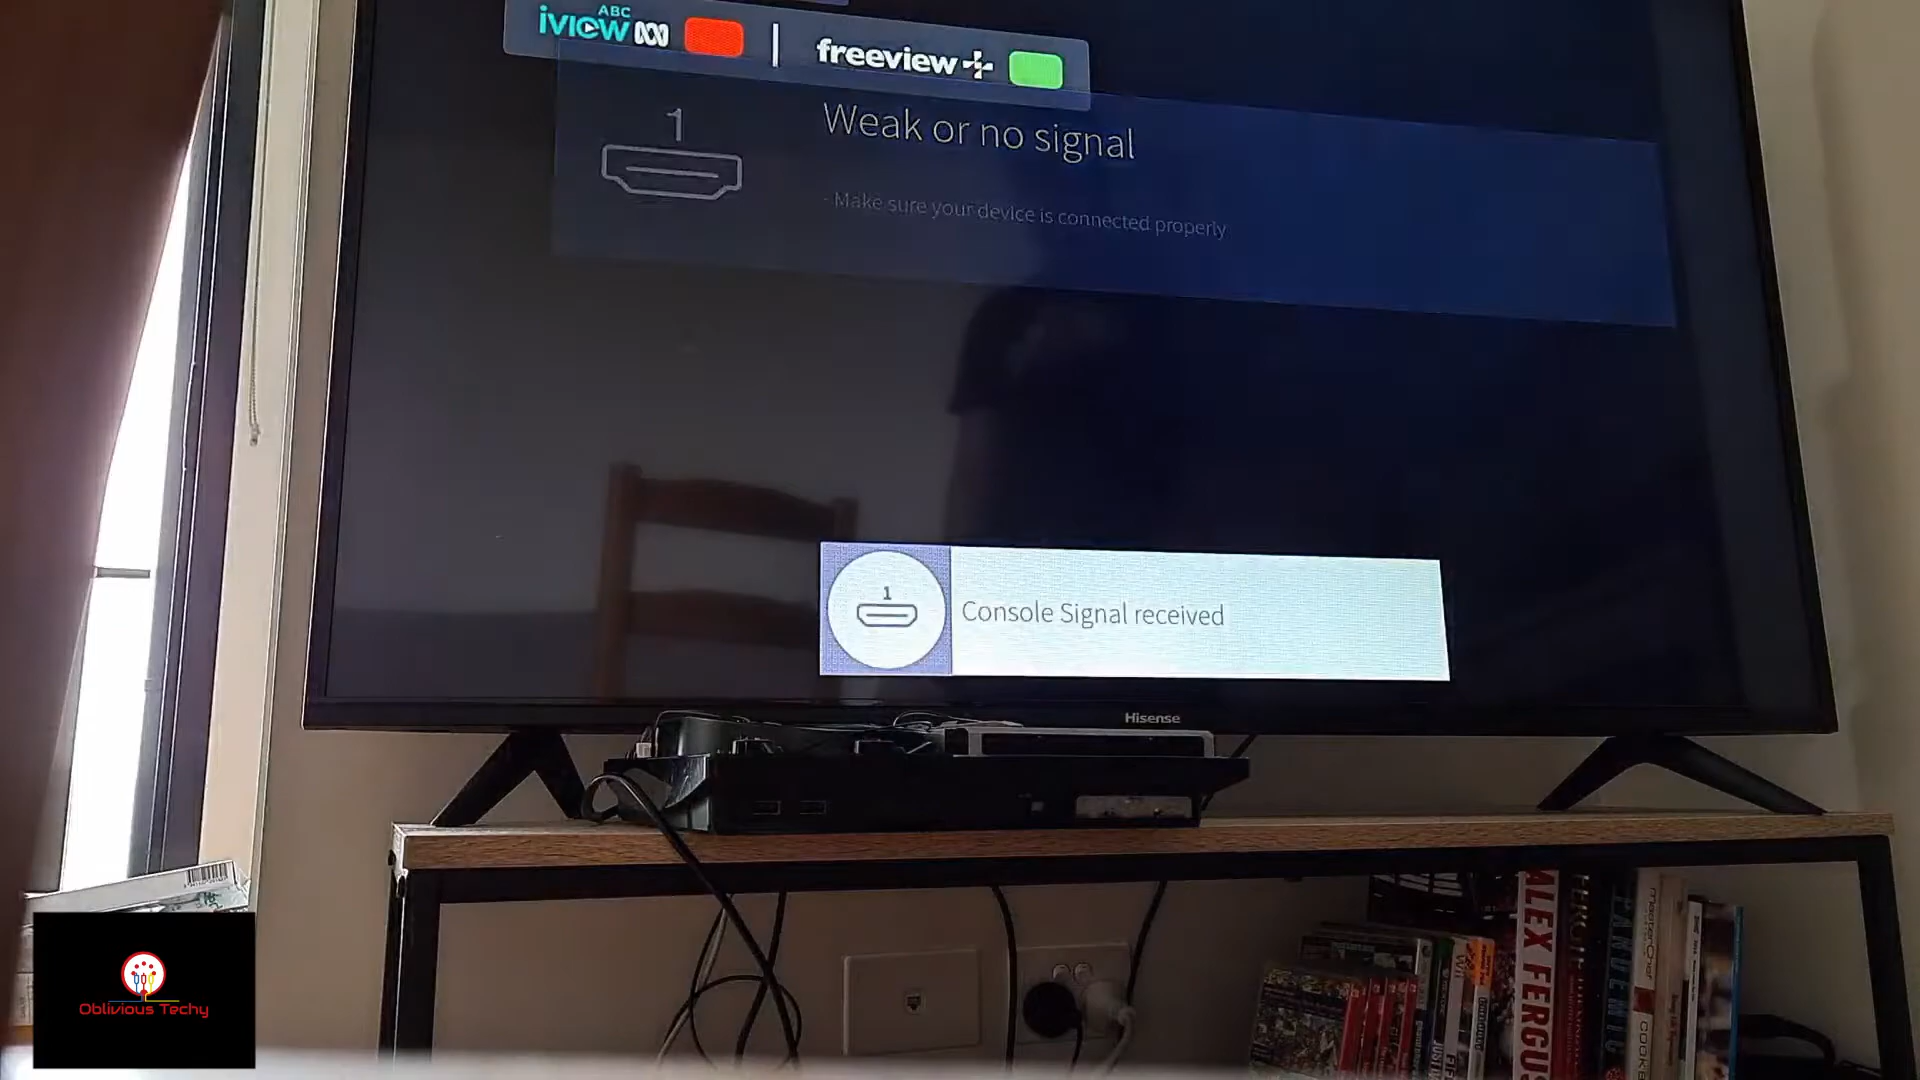 ABC
iview
freeview+
1
Weak or no signal
- Make sure your device is connected properly
1
Console Signal received
Hisense
ALEX FERGUS
MasterChef
Oblivious Techy